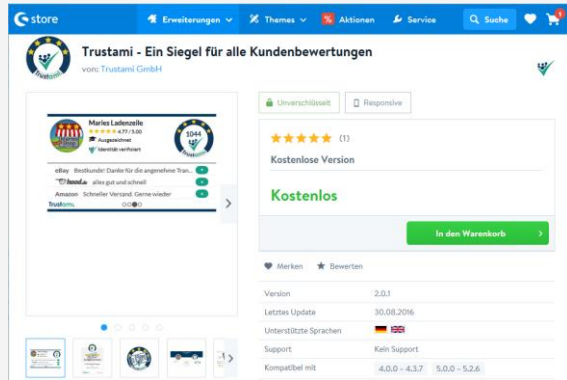 store
Erweiterungen
Themes
Aktionen
Service
Suche
Trustami - Ein Siegel für alle Kundenbewertungen
von: Trustami GmbH
Unverschlüsselt
Responsive
Maries Ladenzeile
4.77 / 5.00
Ausgezeichnet
Identität verifiziert
1044
eBay Bestkunde! Danke für die angenehme Tran...
hood.de alles gut und schnell
Amazon Schneller Versand. Gerne wieder
Trustami.
(1)
Kostenlose Version
Kostenlos
In den Warenkorb
Merken
Bewerten
Version 2.0.1
Letztes Update 30.08.2016
Unterstützte Sprachen
Support Kein Support
Kompatibel mit 4.0.0 - 4.3.7 5.0.0 - 5.2.6